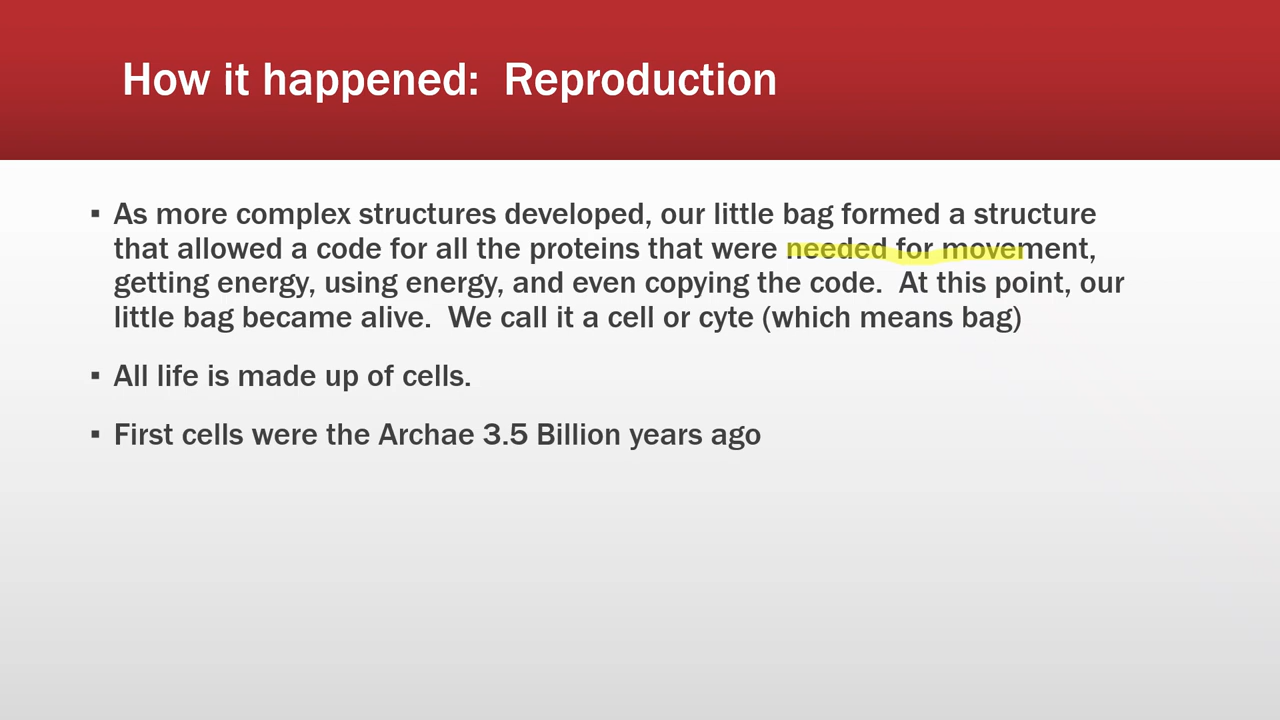 How it happened:  Reproduction
▪ As more complex structures developed, our little bag formed a structure
that allowed a code for all the proteins that were needed for movement,
getting energy, using energy, and even copying the code.  At this point, our
little bag became alive.  We call it a cell or cyte (which means bag)
▪ All life is made up of cells.
▪ First cells were the Archae 3.5 Billion years ago